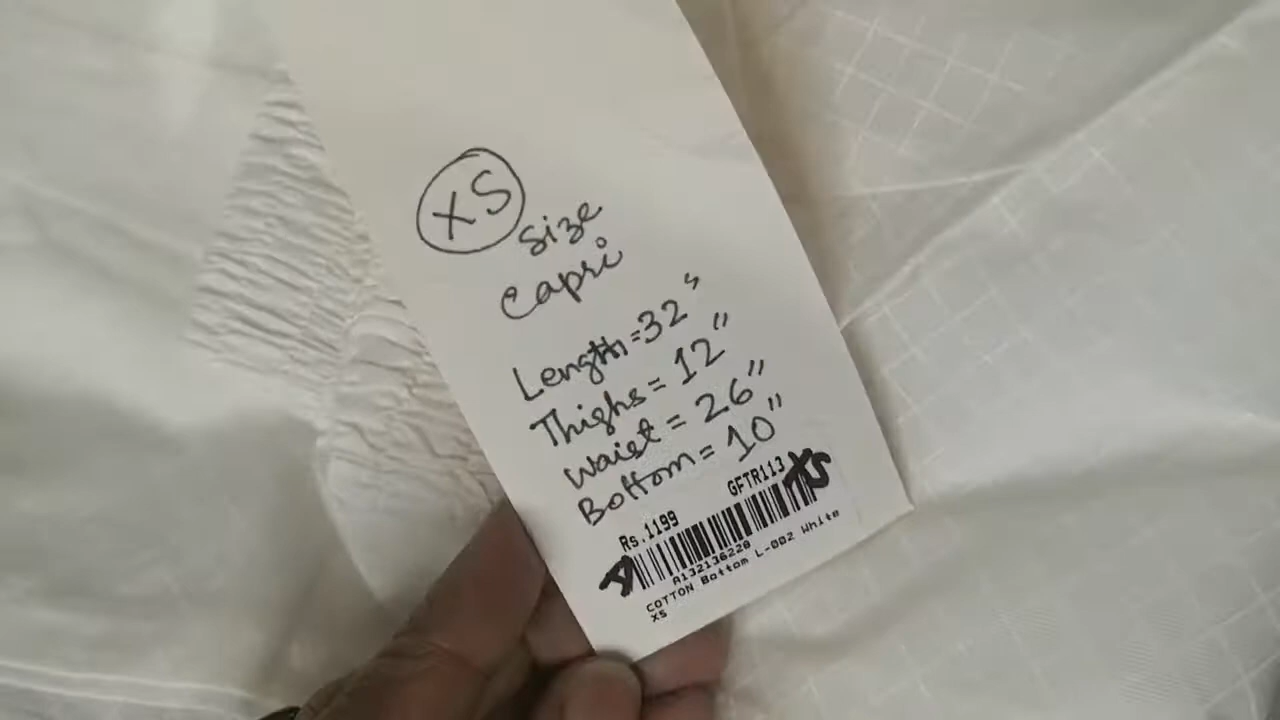 XS
Size
Capri
Length=32"
Thighs=12"
Waist=26"
Bottom=10"
Rs.1199 GFTR113 XS
A132136228
COTTON Bottom L-002 White
XS